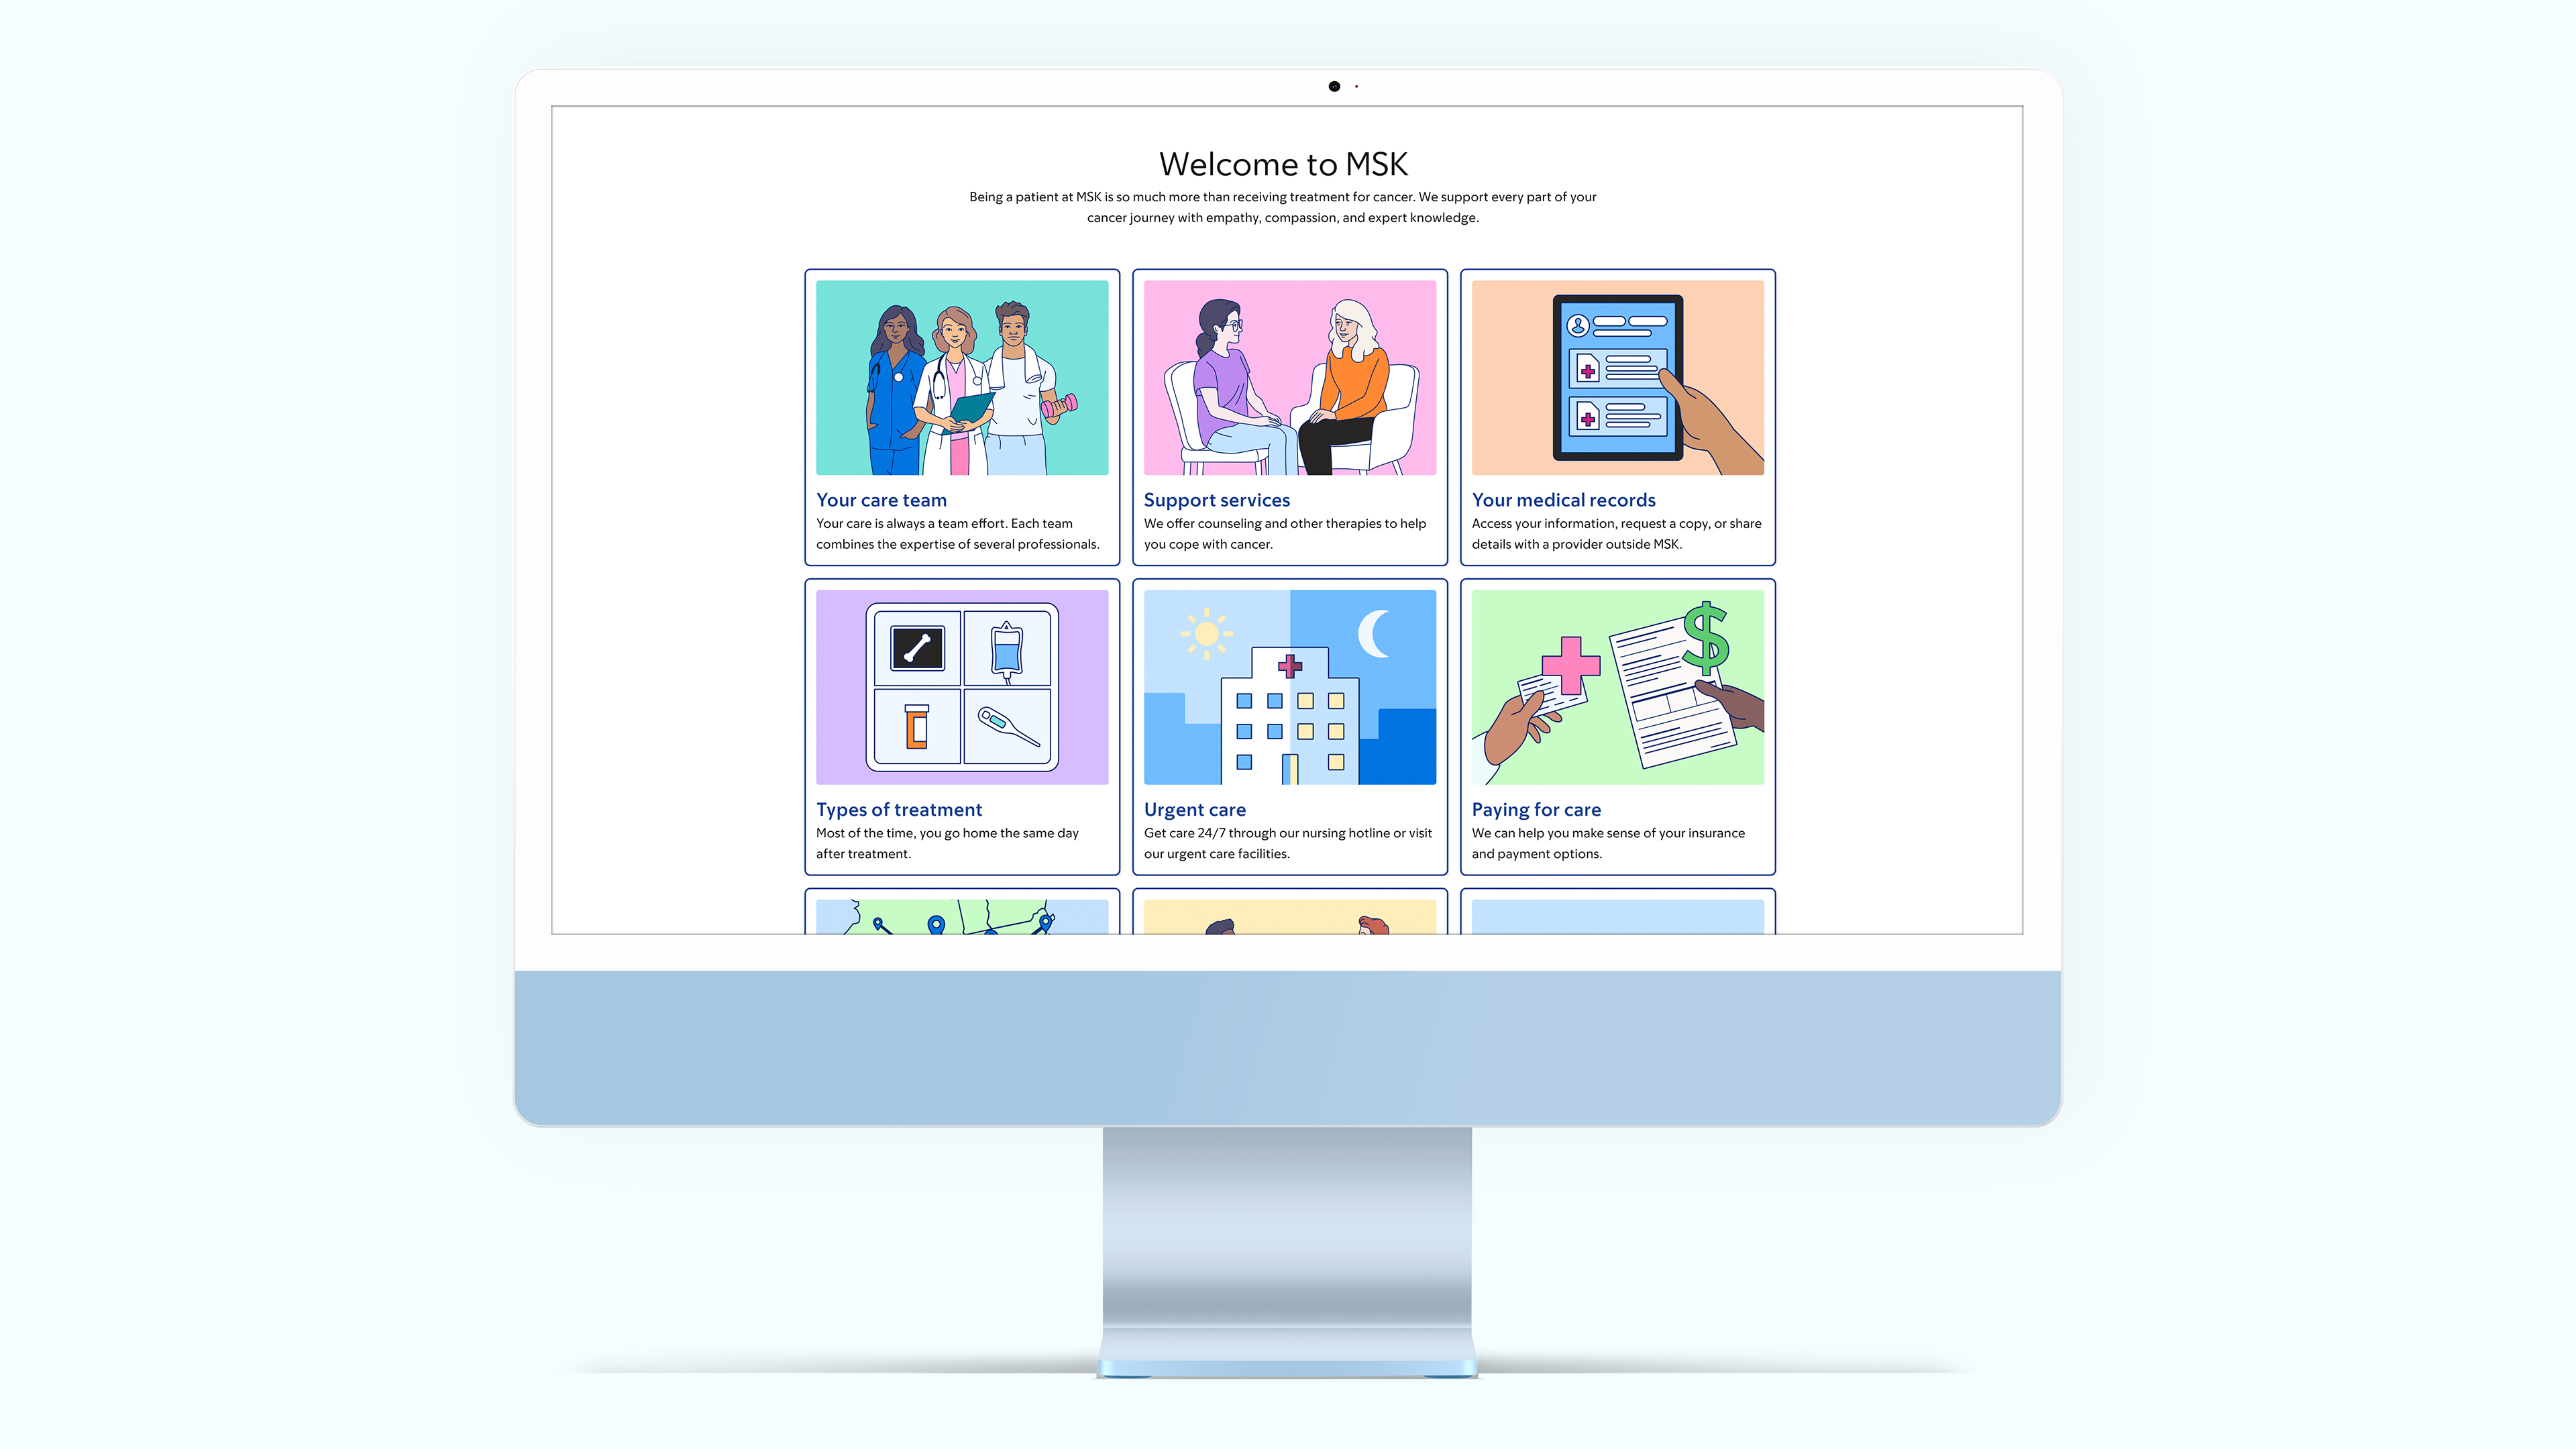 Welcome to MSK
Being a patient at MSK is so much more than receiving treatment for cancer. We support every part of your
cancer journey with empathy, compassion, and expert knowledge.
Your care team
Your care is always a team effort. Each team
combines the expertise of several professionals.
Support services
We offer counseling and other therapies to help
you cope with cancer.
Your medical records
Access your information, request a copy, or share
details with a provider outside MSK.
Types of treatment
Most of the time, you go home the same day
after treatment.
Urgent care
Get care 24/7 through our nursing hotline or visit
our urgent care facilities.
$
Paying for care
We can help you make sense of your insurance
and payment options.